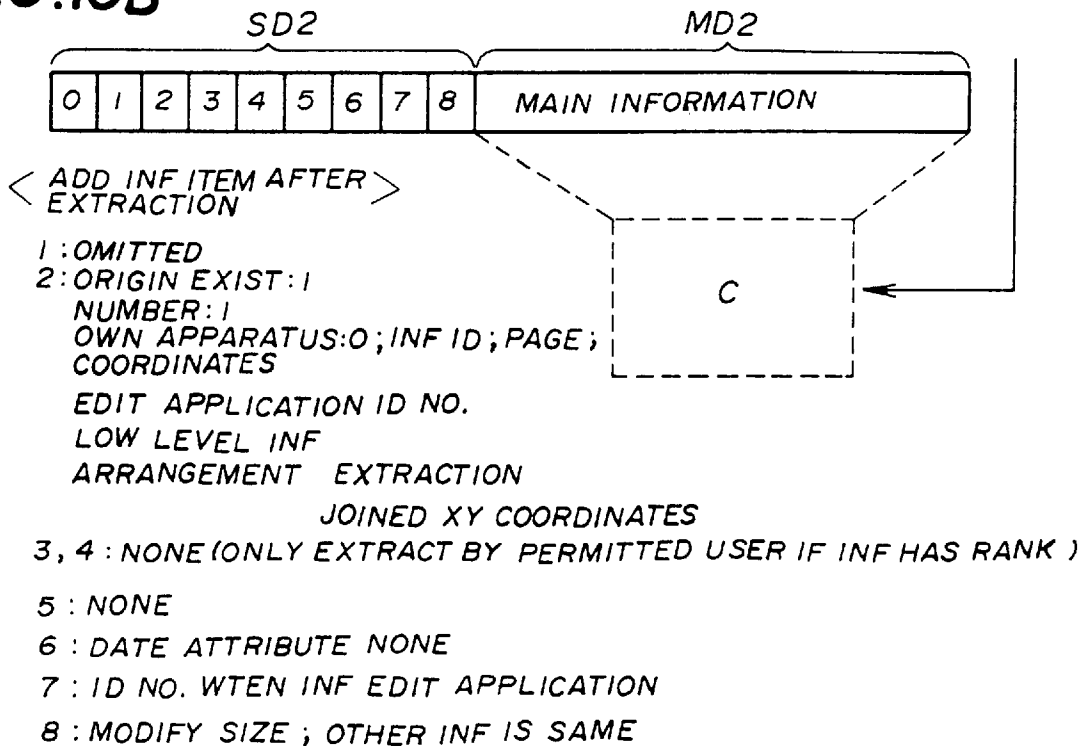 SD2 MD2
0 1 2 3 4 5 6 7 8 MAIN INFORMATION
< ADD INF ITEM AFTER
EXTRACTION >
1 : OMITTED
2 : ORIGIN EXIST : 1
NUMBER : 1
OWN APPARATUS:0 ; INF ID ; PAGE ;
COORDINATES
C
EDIT APPLICATION ID NO.
LOW LEVEL INF
ARRANGEMENT EXTRACTION
JOINED XY COORDINATES
3, 4 : NONE (ONLY EXTRACT BY PERMITTED USER IF INF HAS RANK )
5 : NONE
6 : DATE ATTRIBUTE NONE
7 : ID NO. WTEN INF EDIT APPLICATION
8 : MODIFY SIZE ; OTHER INF IS SAME